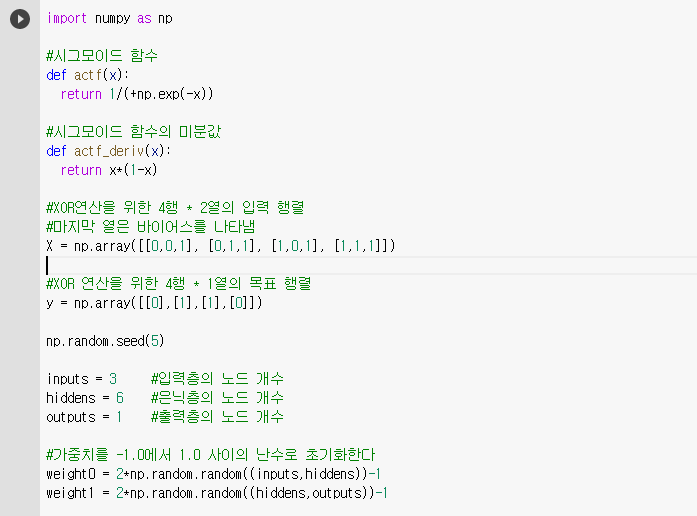 import numpy as np
#시그모이드 함수
def actf(x):
return 1/(+np.exp(-x))
#시그모이드 함수의 미분값
def actf_deriv(x):
return x*(1-x)
#XOR연산을 위한 4행 * 2열의 입력 행렬
#마지막 열은 바이어스를 나타냄
X = np.array([[0,0,1], [0,1,1], [1,0,1], [1,1,1]])
#XOR 연산을 위한 4행 * 1열의 목표 행렬
y = np.array([[0],[1],[1],[0]])
np.random.seed(5)
inputs = 3 #입력층의 노드 개수
hiddens = 6 #은닉층의 노드 개수
outputs = 1 #출력층의 노드 개수
#가중치를 -1.0에서 1.0 사이의 난수로 초기화한다
weight0 = 2*np.random.random((inputs,hiddens))-1
weight1 = 2*np.random.random((hiddens,outputs))-1